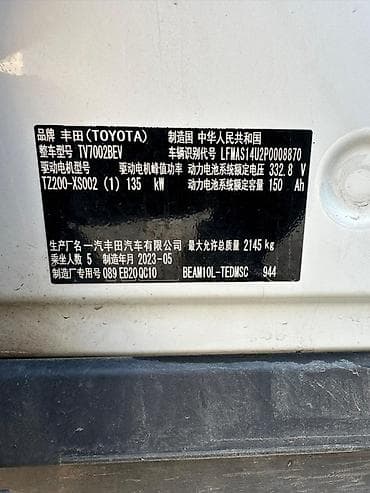 品牌 丰田(TOYOTA) 制造国 中华人民共和国
整车型号 TV7002BEV 车辆识别代号 LFMAS14U2P0008870
驱动电机型号 驱动电机峰值功率 动力电池系统额定电压 332.8 V
TZ200-XS002 (1) 135 kW 动力电池系统额定容量 150 Ah
生产厂名 一汽丰田汽车有限公司 最大允许总质量 2145 kg
乘坐人数 5 制造年月 2023-05
制造厂专用号 089 EB20 QC10 BEAM10L-TEDMSC 944